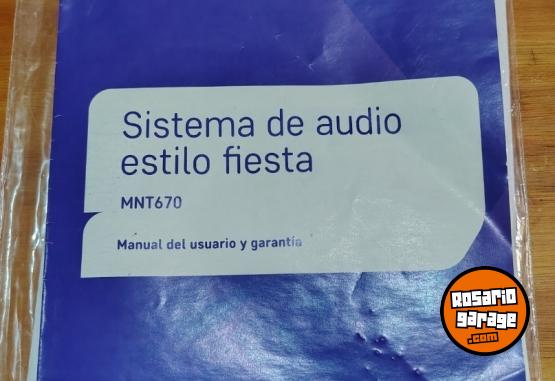 Sistema de audio
estilo fiesta
MNT670
Manual del usuario y garantía
Rosario
garage
.com